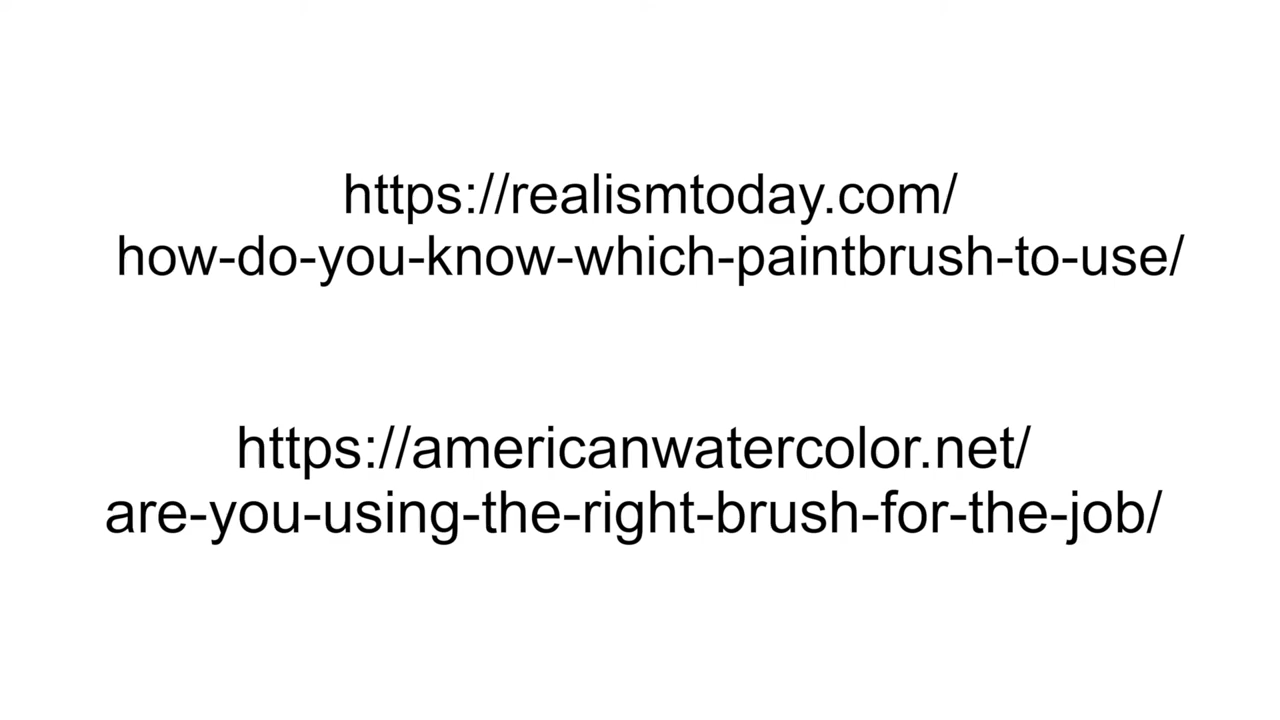 https://realismtoday.com/
how-do-you-know-which-paintbrush-to-use/
https://americanwatercolor.net/
are-you-using-the-right-brush-for-the-job/